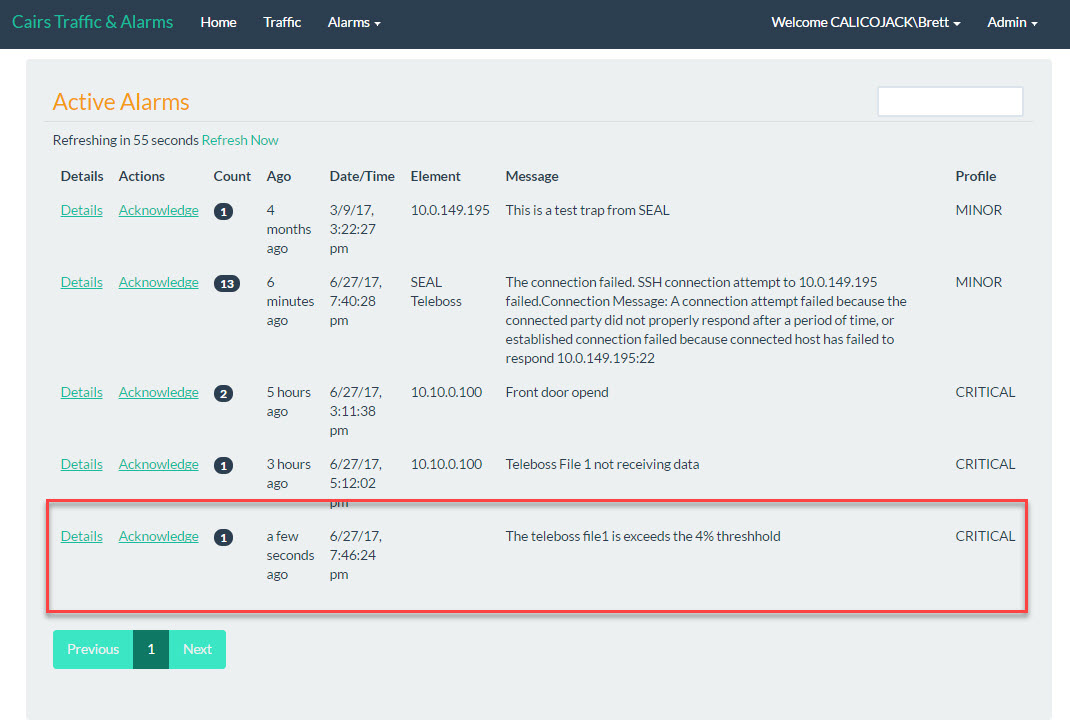 Cairs Traffic & Alarms Home Traffic Alarms Welcome CALICOJACK\Brett Admin
Active Alarms
Refreshing in 55 seconds Refresh Now
Details Actions Count Ago Date/Time Element Message Profile
Details Acknowledge 1 4 3/9/17, 10.0.149.195 This is a test trap from SEAL MINOR
months 3:22:27
ago pm
Details Acknowledge 13 6 6/27/17, SEAL The connection failed. SSH connection attempt to 10.0.149.195 MINOR
minutes 7:40:28 Teleboss failed.Connection Message: A connection attempt failed because the
ago pm connected party did not properly respond after a period of time, or
established connection failed because connected host has failed to
respond 10.0.149.195:22
Details Acknowledge 2 5 hours 6/27/17, 10.10.0.100 Front door opend CRITICAL
ago 3:11:38
pm
Details Acknowledge 1 3 hours 6/27/17, 10.10.0.100 Teleboss File 1 not receiving data CRITICAL
ago 5:12:02
pm
Details Acknowledge 1 a few 6/27/17, The teleboss file1 is exceeds the 4% threshhold CRITICAL
seconds 7:46:24
ago pm
Previous 1 Next